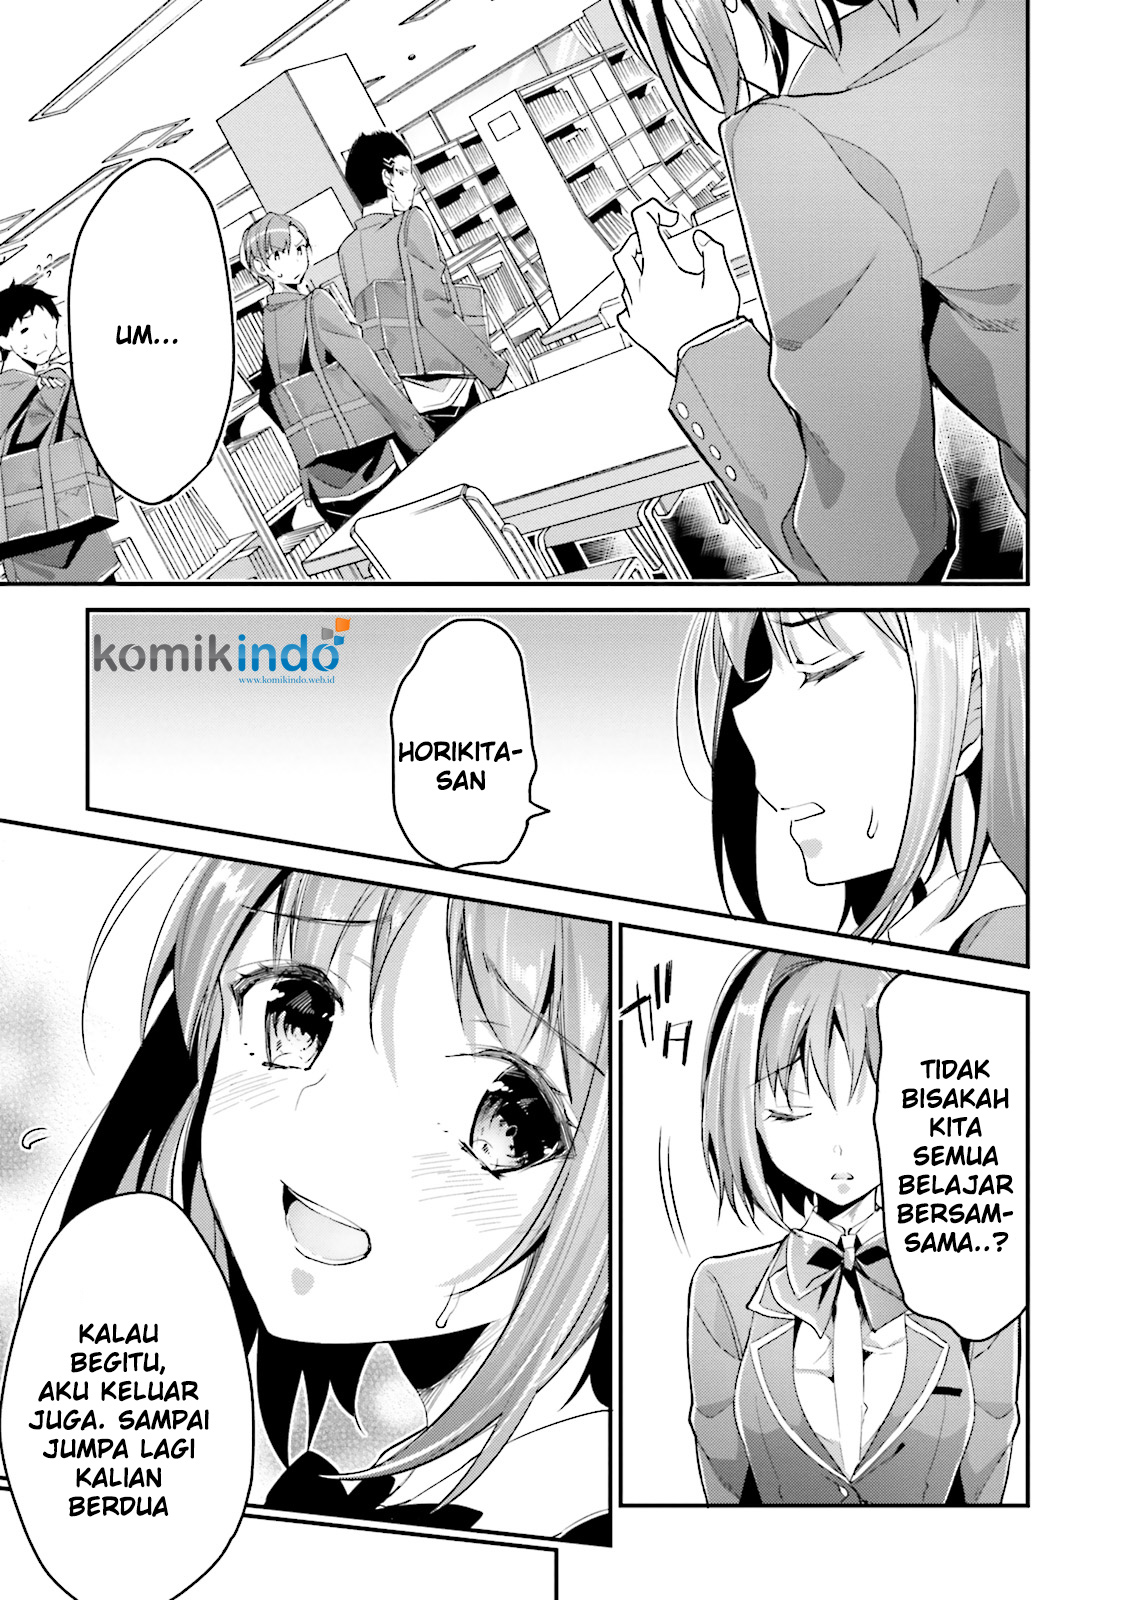 UM...
komikindo
www.komikindo.web.id
HORIKITA-
SAN
TIDAK
BISAKAH
KITA
SEMUA
BELAJAR
BERSAM-
SAMA..?
KALAU
BEGITU,
AKU KELUAR
JUGA. SAMPAI
JUMPA LAGI
KALIAN
BERDUA